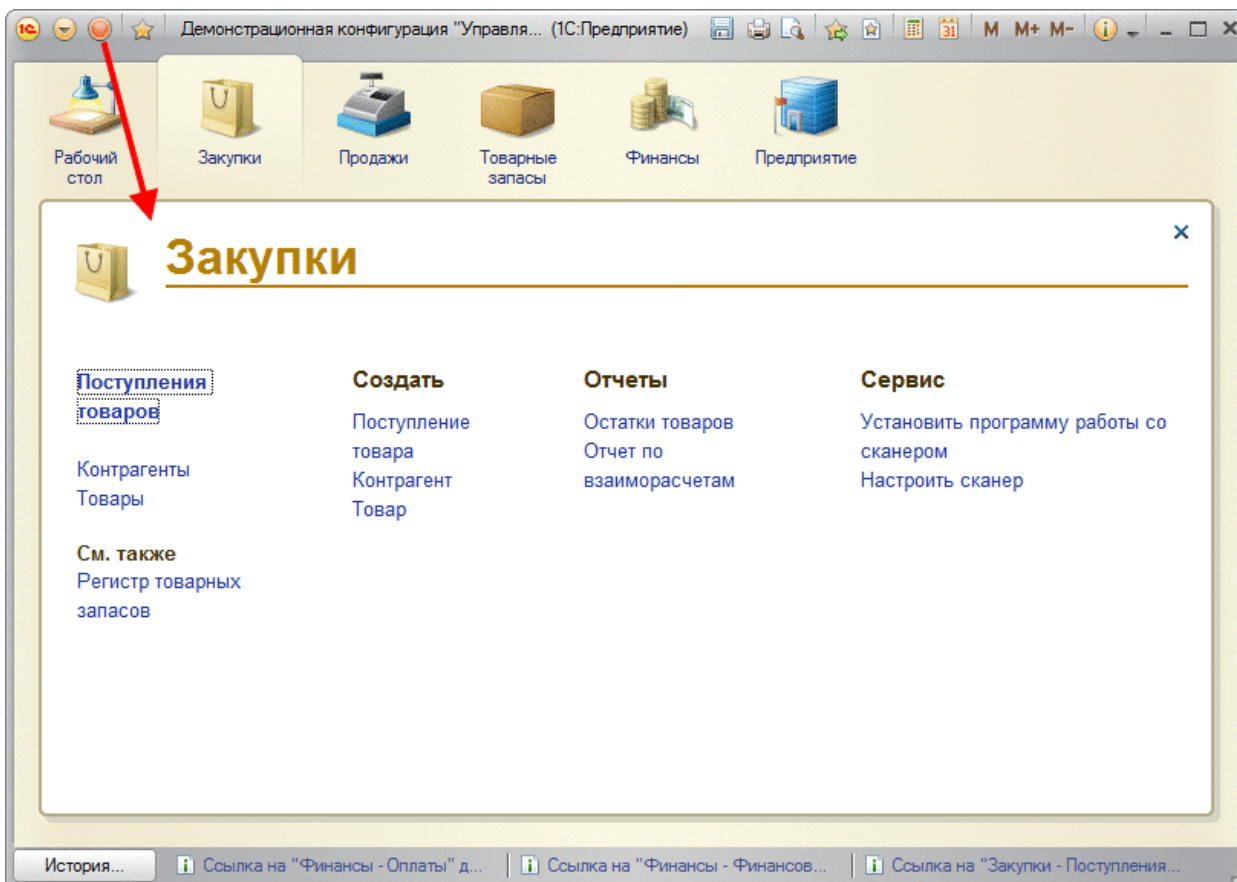 1С Демонстрационная конфигурация "Управля... (1С:Предприятие) 31 M M+ M-
Рабочий стол
Закупки
Продажи
Товарные запасы
Финансы
Предприятие
Закупки
Поступления
товаров
Контрагенты
Товары
См. также
Регистр товарных
запасов
Создать
Поступление
товара
Контрагент
Товар
Отчеты
Остатки товаров
Отчет по
взаиморасчетам
Сервис
Установить программу работы со
сканером
Настроить сканер
История...
Ссылка на "Финансы - Оплаты" д...
Ссылка на "Финансы - Финансов...
Ссылка на "Закупки - Поступления...